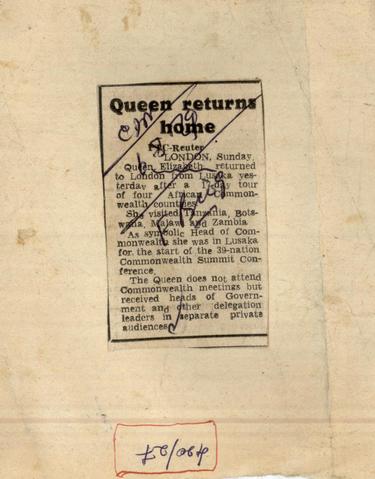 Queen returns
home
C-Reuter
LONDON, Sunday
Queen Elizabeth returned
to London from Lusaka yes-
terday after a tour
of four African Common-
wealth countries.
She visited Tanzania, Bots-
wana, Malawi and Zambia
As symbolic Head of Com-
monwealth she was in Lusaka
for the start of the 39-nation
Commonwealth Summit Con-
ference.
The Queen does not attend
Commonwealth meetings but
received heads of Govern-
ment and other delegation
leaders in separate private
audiences.